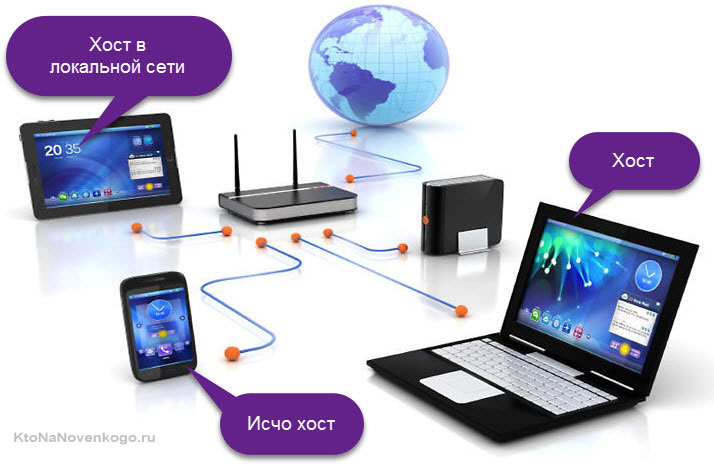 Хост в
локальной сети
20 35
Хост
Исчо хост
KtoNaNovenkogo.ru